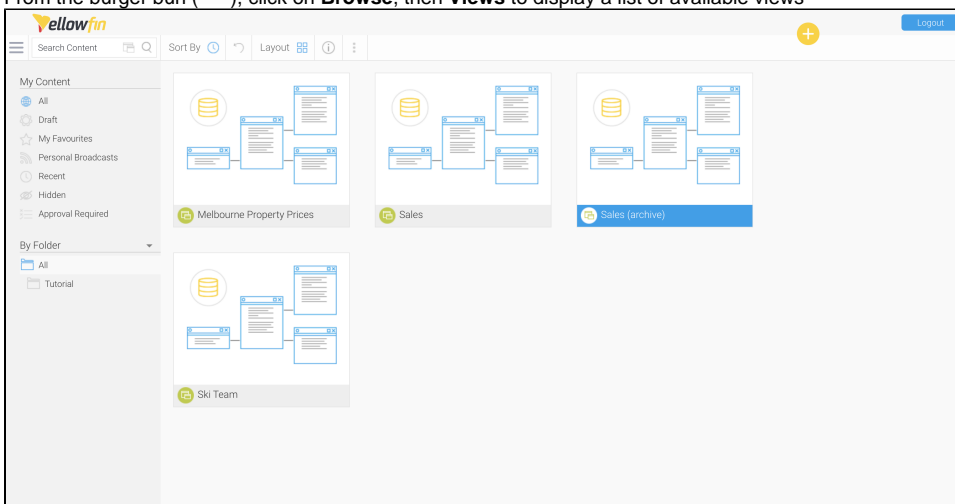 From the burger bun ( ), click on Browse, then Views to display a list of available views
Yellowfin
Logout
Search Content
Sort By
Layout
My Content
All
Draft
My Favourites
Personal Broadcasts
Recent
Hidden
Approval Required
By Folder
All
Tutorial
Melbourne Property Prices
Sales
Sales (archive)
Ski Team